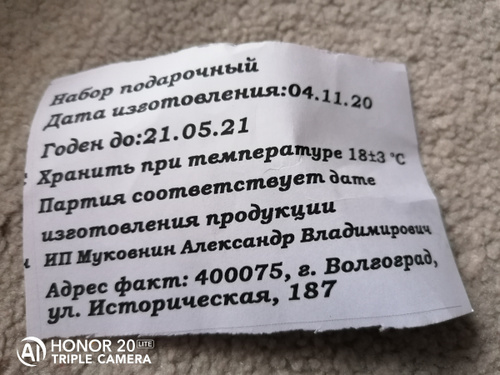 Набор подарочный
Дата изготовления:04.11.20
Годен до:21.05.21
Хранить при температуре 18±3 °С
Партия соответствует дате
изготовления продукции
ИП Муковнин Александр Владимирович
Адрес факт: 400075, г. Волгоград,
ул. Историческая, 187
HONOR 20 LITE
TRIPLE CAMERA